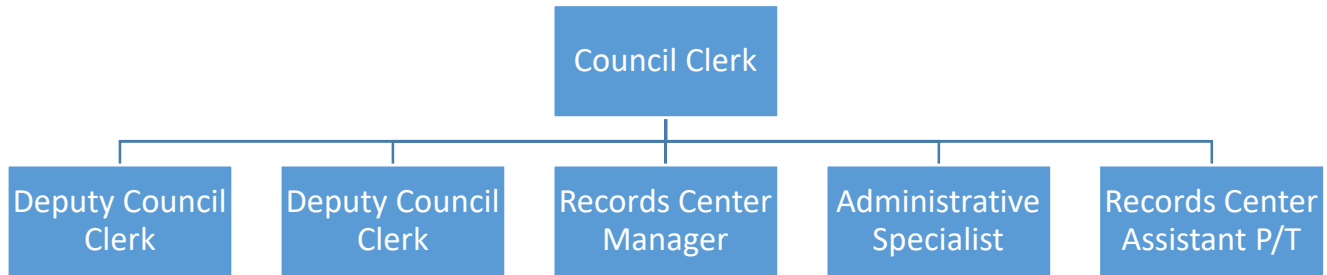 Council Clerk
Deputy Council
Clerk
Deputy Council
Clerk
Records Center
Manager
Administrative
Specialist
Records Center
Assistant P/T